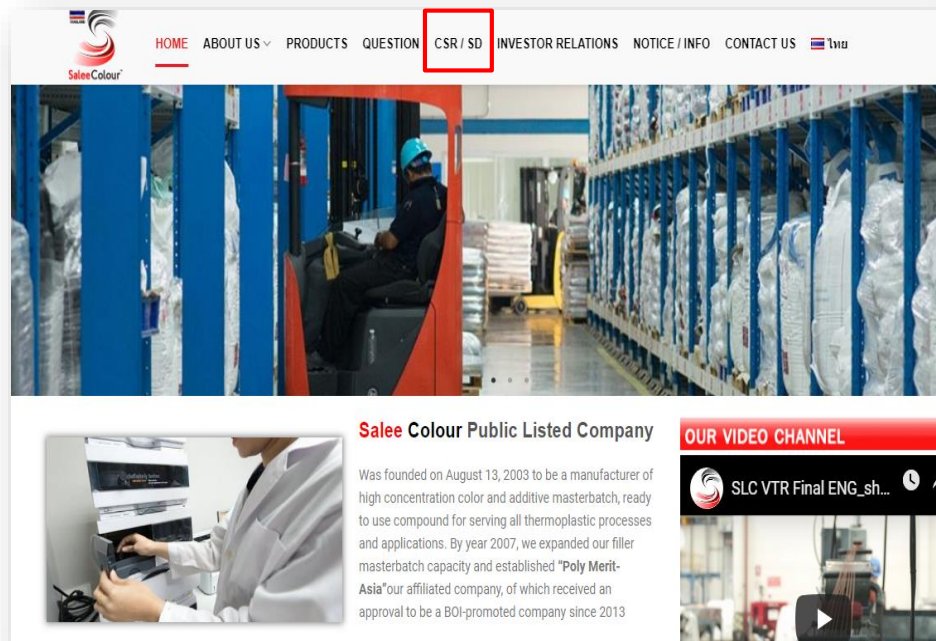 SaleeColour
HOME ABOUT US PRODUCTS QUESTION CSR / SD INVESTOR RELATIONS NOTICE / INFO CONTACT US ไทย
Salee Colour Public Listed Company
Was founded on August 13, 2003 to be a manufacturer of
high concentration color and additive masterbatch, ready
to use compound for serving all thermoplastic processes
and applications. By year 2007, we expanded our filler
masterbatch capacity and established "Poly Merit-
Asia"our affiliated company, of which received an
approval to be a BOI-promoted company since 2013
OUR VIDEO CHANNEL
SLC VTR Final ENG_sh...